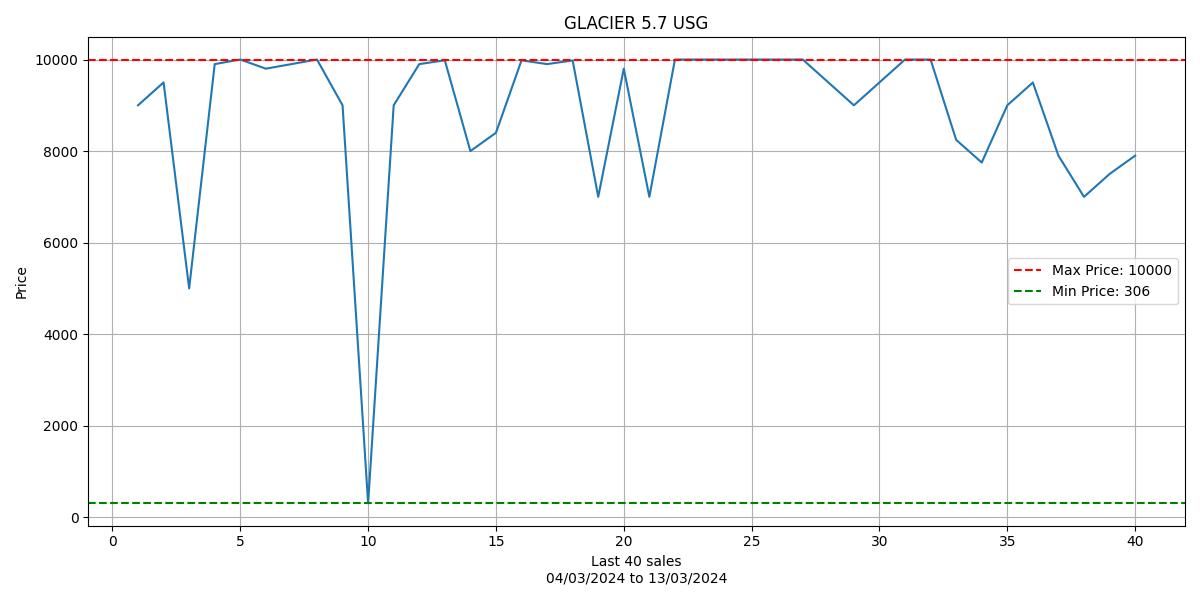 GLACIER 5.7 USG
Price
10000
8000
6000
4000
2000
0
Max Price: 10000
Min Price: 306
0 5 10 15 20 25 30 35 40
Last 40 sales
04/03/2024 to 13/03/2024